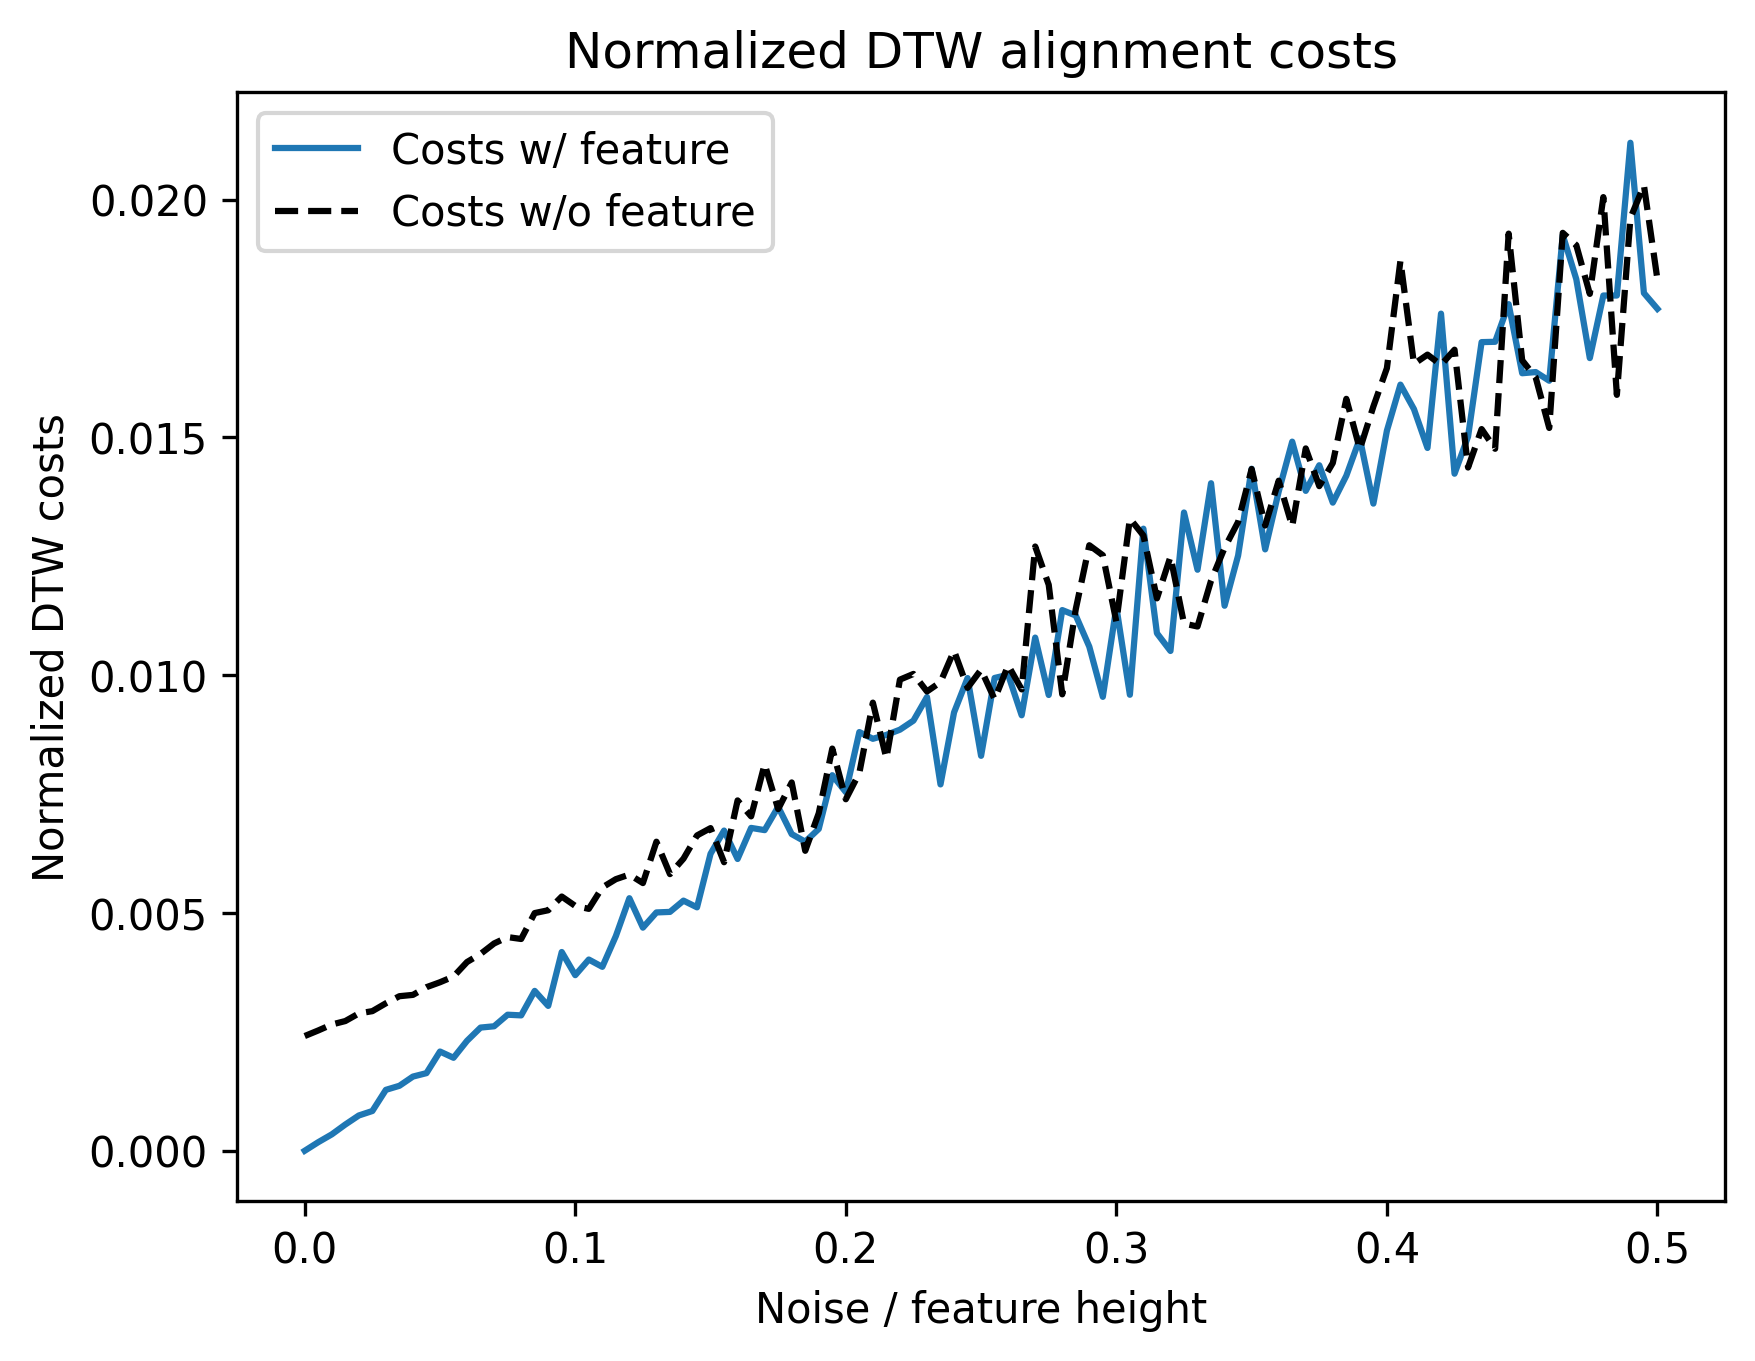 Normalized DTW alignment costs
Costs w/ feature
Costs w/o feature
Normalized DTW costs
0.020
0.015
0.010
0.005
0.000
0.0 0.1 0.2 0.3 0.4 0.5
Noise / feature height